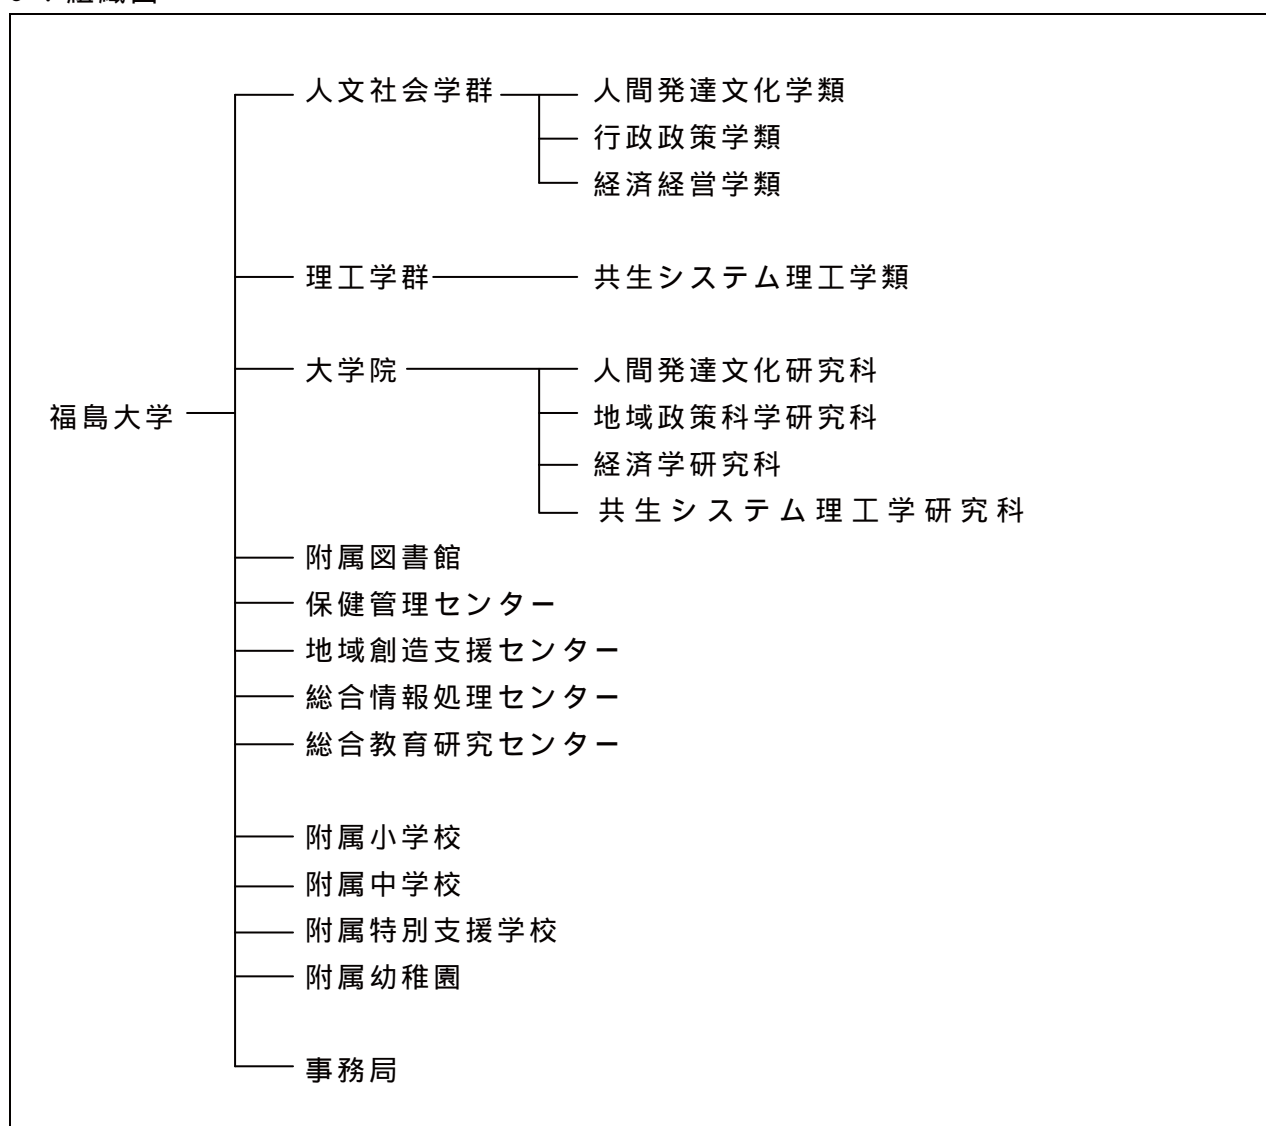 人文社会学群 人間発達文化学類
行政政策学類
経済経営学類
理工学群 共生システム理工学類
大学院 人間発達文化研究科
福島大学 地域政策科学研究科
経済学研究科
共生システム理工学研究科
附属図書館
保健管理センター
地域創造支援センター
総合情報処理センター
総合教育研究センター
附属小学校
附属中学校
附属特別支援学校
附属幼稚園
事務局